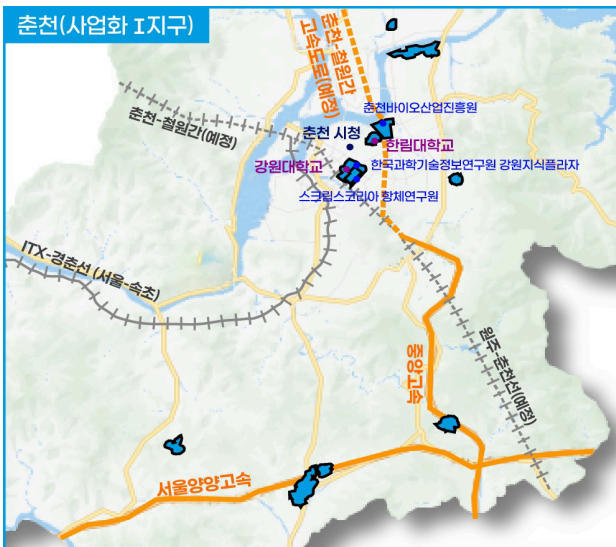 춘천(사업화 I지구)
춘천-철원간
고속도로(예정)
춘천-철원간(예정)
춘천바이오산업진흥원
춘천 시청
한림대학교
강원대학교
한국과학기술정보연구원 강원지식플라자
스크립스코리아 항체연구원
ITX-경춘선 (서울-속초)
원주-춘천선(예정)
중앙고속
서울양양고속